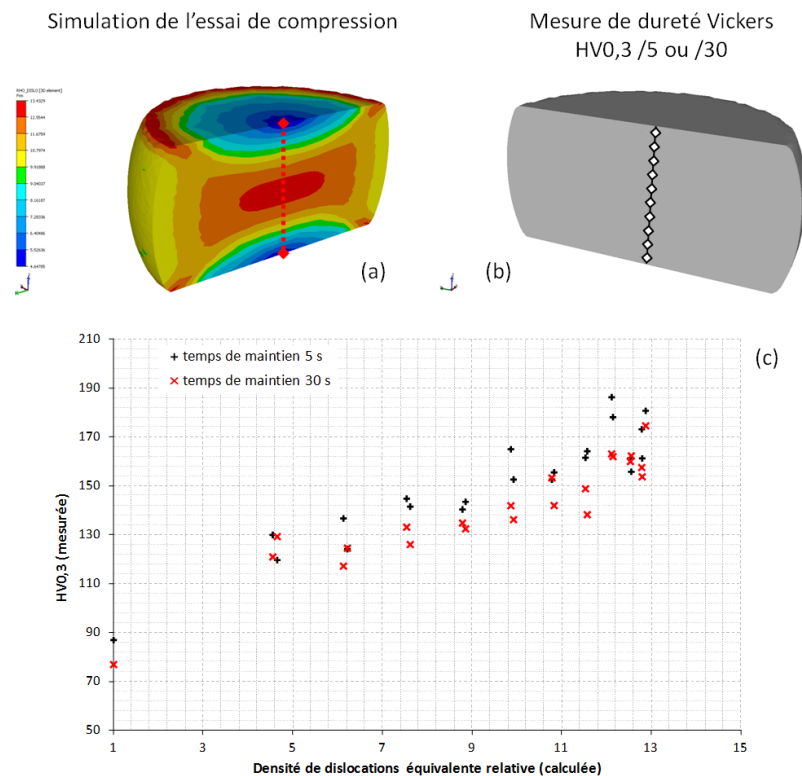 Simulation de l'essai de compression
Mesure de dureté Vickers
HV0,3 /5 ou /30
(a)
(b)
(c)
210
190
170
150
130
110
90
70
50
temps de maintien 5 s
temps de maintien 30 s
HV0,3 (mesurée)
1
3
5
7
9
11
13
15
Densité de dislocations équivalente relative (calculée)